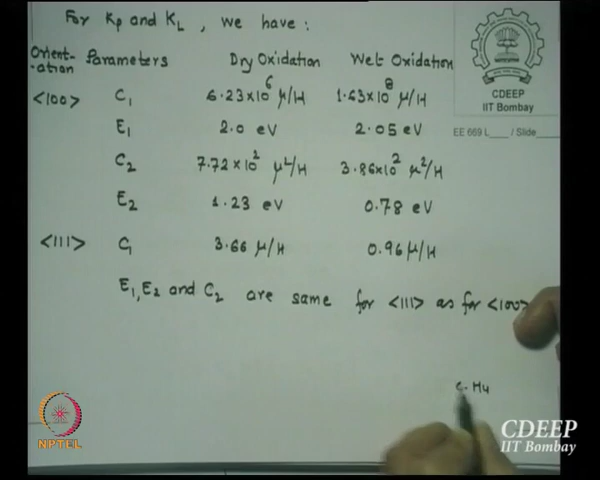 For Kp and KL, we have:
Orient-ation Parameters Dry Oxidation Wet Oxidation
<100> C1 6.23×10^6 μ/H 1.63×10^8 μ/H
E1 2.0 eV 2.05 eV
C2 7.72×10^2 μ²/H 3.86×10^2 μ²/H
E2 1.23 eV 0.78 eV
<111> C1 3.66 μ/H 0.96 μ/H
E1, E2 and C2 are same for <111> as for <100>
C. Hu
CDEEP
IIT Bombay
EE 669 L____ / Slide____
NPTEL
CDEEP
IIT Bombay